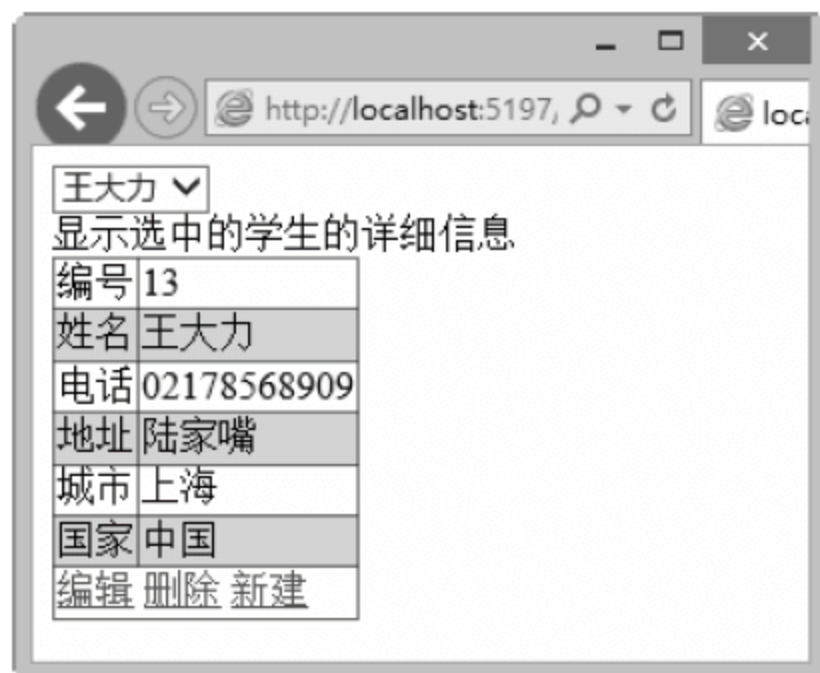 http://localhost:5197/
loc
王大力
显示选中的学生的详细信息
编号 13
姓名 王大力
电话 02178568909
地址 陆家嘴
城市 上海
国家 中国
编辑 删除 新建